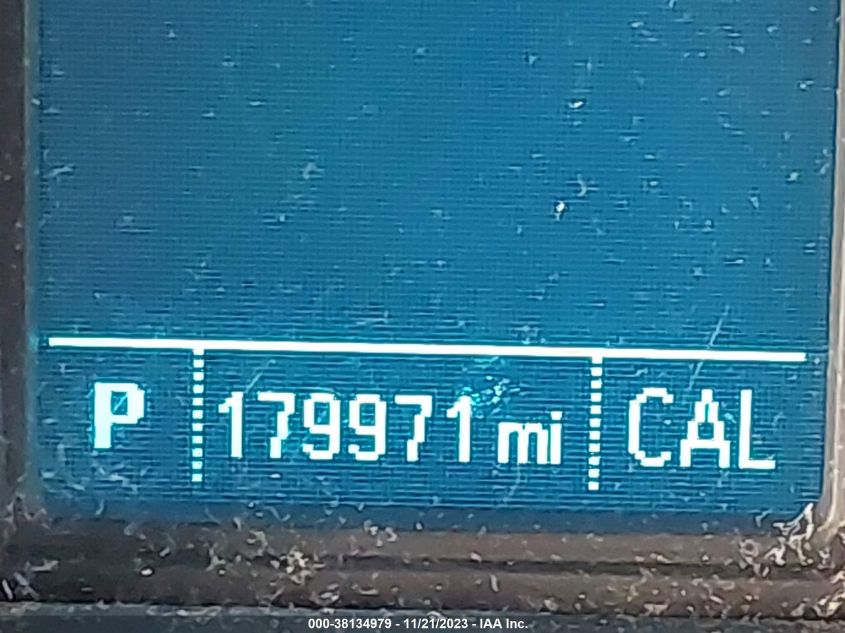 P 179971 mi CAL
000-38134979 - 11/21/2023 - IAA Inc.